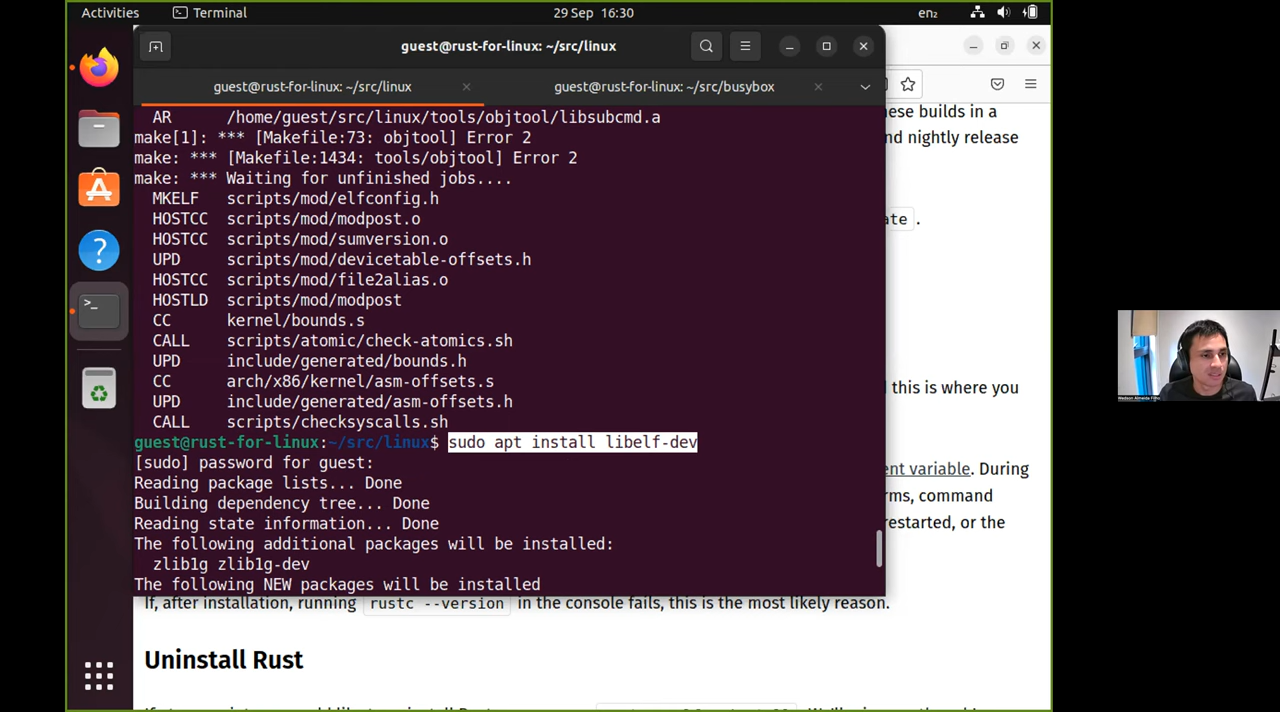 Activities Terminal 29 Sep 16:30 en₂
guest@rust-for-linux: ~/src/linux
guest@rust-for-linux: ~/src/linux guest@rust-for-linux: ~/src/busybox
AR /home/guest/src/linux/tools/objtool/libsubcmd.a
make[1]: *** [Makefile:73: objtool] Error 2
make: *** [Makefile:1434: tools/objtool] Error 2
make: *** Waiting for unfinished jobs....
MKELF scripts/mod/elfconfig.h
HOSTCC scripts/mod/modpost.o
HOSTCC scripts/mod/sumversion.o
UPD scripts/mod/devicetable-offsets.h
HOSTCC scripts/mod/file2alias.o
HOSTLD scripts/mod/modpost
CC kernel/bounds.s
CALL scripts/atomic/check-atomics.sh
UPD include/generated/bounds.h
CC arch/x86/kernel/asm-offsets.s
UPD include/generated/asm-offsets.h
CALL scripts/checksyscalls.sh
guest@rust-for-linux:~/src/linux$ sudo apt install libelf-dev
[sudo] password for guest:
Reading package lists... Done
Building dependency tree... Done
Reading state information... Done
The following additional packages will be installed:
zlib1g zlib1g-dev
The following NEW packages will be installed
ese builds in a
nd nightly release
ate .
d this is where you
ent variable. During
rms, command
restarted, or the
If, after installation, running rustc --version in the console fails, this is the most likely reason.
Uninstall Rust
Wedson Almeida Filho